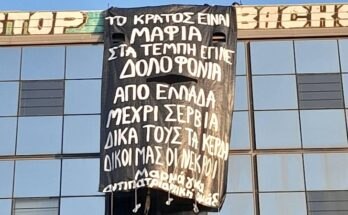 STOP BACKS
ΤΟ ΚΡΑΤΟΣ ΕΙΝΑΙ
ΜΑΦΙΑ
ΣΤΑ ΤΕΜΠΗ ΕΓΙΝΕ
ΔΟΛΟΦΟΝΙΑ
ΑΠΟ ΕΛΛΑΔΑ
ΜΕΧΡΙ ΣΕΡΒΙΑ
ΔΙΚΑ ΤΟΥΣ ΤΑ ΚΕΡΔΗ
ΔΙΚΟΙ ΜΑΣ ΟΙ ΝΕΚΡΟΙ